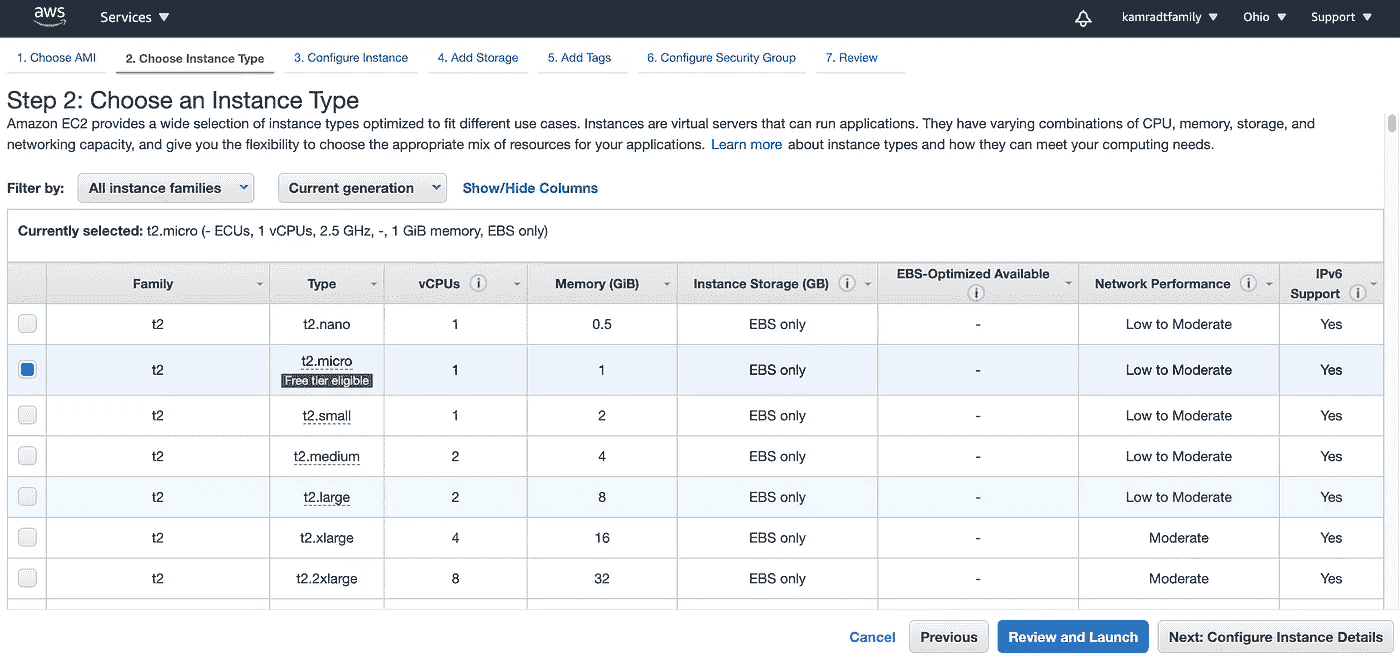 aws Services kamradtfamily Ohio Support
1. Choose AMI 2. Choose Instance Type 3. Configure Instance 4. Add Storage 5. Add Tags 6. Configure Security Group 7. Review
Step 2: Choose an Instance Type
Amazon EC2 provides a wide selection of instance types optimized to fit different use cases. Instances are virtual servers that can run applications. They have varying combinations of CPU, memory, storage, and
networking capacity, and give you the flexibility to choose the appropriate mix of resources for your applications. Learn more about instance types and how they can meet your computing needs.
Filter by: All instance families Current generation Show/Hide Columns
Currently selected: t2.micro (- ECUs, 1 vCPUs, 2.5 GHz, -, 1 GiB memory, EBS only)
Family Type vCPUs i Memory (GiB) Instance Storage (GB) i EBS-Optimized Available i Network Performance i IPv6 Support i
t2 t2.nano 1 0.5 EBS only - Low to Moderate Yes
t2 t2.micro Free tier eligible 1 1 EBS only - Low to Moderate Yes
t2 t2.small 1 2 EBS only - Low to Moderate Yes
t2 t2.medium 2 4 EBS only - Low to Moderate Yes
t2 t2.large 2 8 EBS only - Low to Moderate Yes
t2 t2.xlarge 4 16 EBS only - Moderate Yes
t2 t2.2xlarge 8 32 EBS only - Moderate Yes
Cancel Previous Review and Launch Next: Configure Instance Details